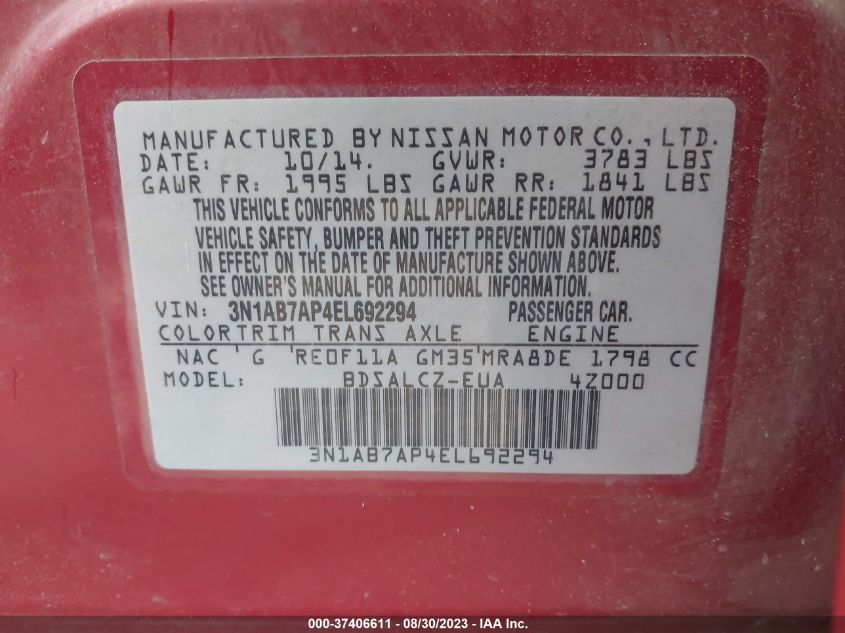 MANUFACTURED BY NISSAN MOTOR CO., LTD.
DATE: 10/14. GVWR: 3783 LBS
GAWR FR: 1995 LBS GAWR RR: 1841 LBS
THIS VEHICLE CONFORMS TO ALL APPLICABLE FEDERAL MOTOR
VEHICLE SAFETY, BUMPER AND THEFT PREVENTION STANDARDS
IN EFFECT ON THE DATE OF MANUFACTURE SHOWN ABOVE.
SEE OWNER'S MANUAL FOR ADDITIONAL INFORMATION.
VIN: 3N1AB7AP4EL692294 PASSENGER CAR.
COLORTRIM TRANS AXLE ENGINE
NAC ' G 'RE0F11A GM35'MRA8DE 1798 CC
MODEL: BDSALCZ-EUA 4Z000
3N1AB7AP4EL692294
000-37406611 - 08/30/2023 - IAA Inc.